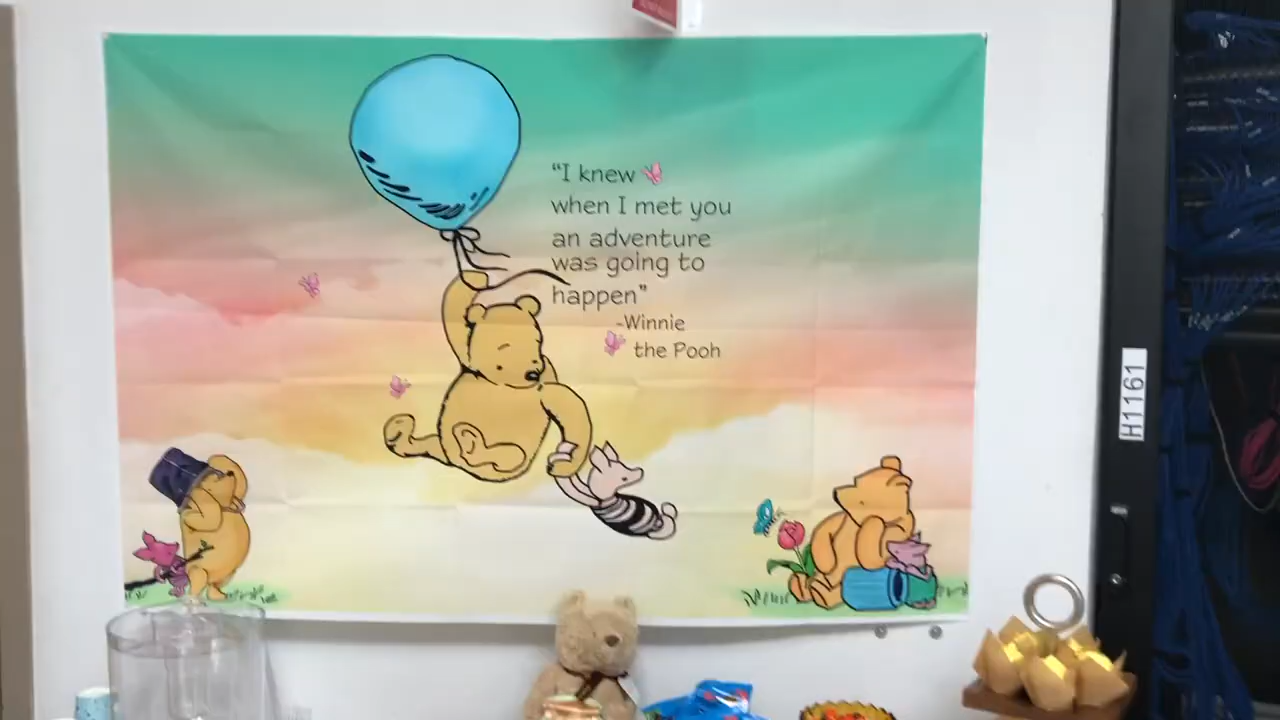 “I knew
when I met you
an adventure
was going to
happen”
-Winnie
the Pooh
H1161